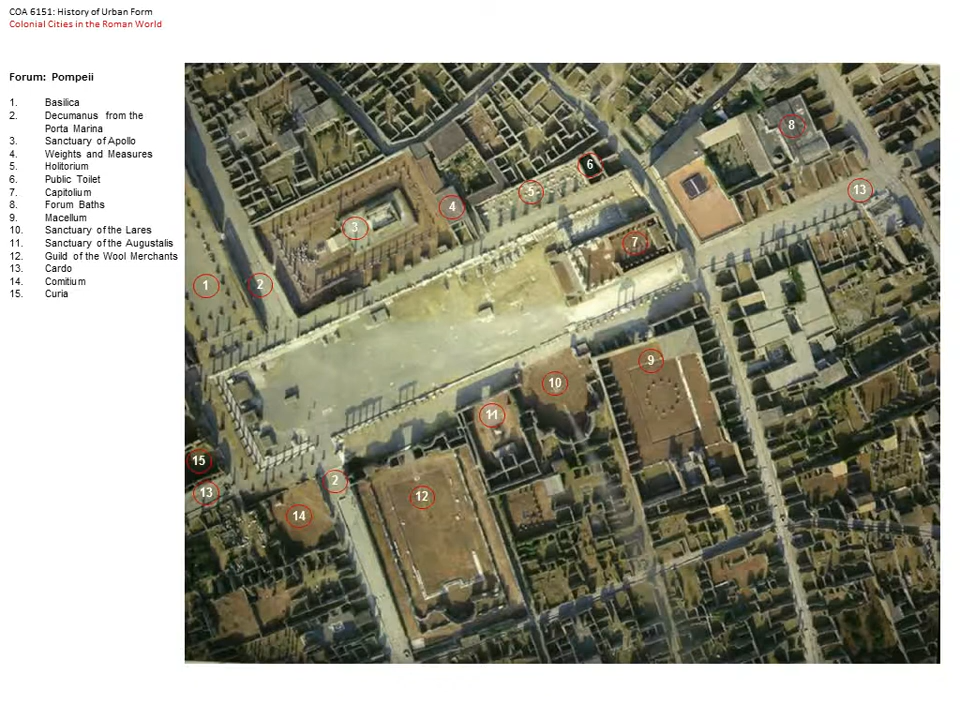 COA 6151: History of Urban Form
Colonial Cities in the Roman World
Forum: Pompeii
1. Basilica
2. Decumanus from the
Porta Marina
3. Sanctuary of Apollo
4. Weights and Measures
5. Holitorium
6. Public Toilet
7. Capitolium
8. Forum Baths
9. Macellum
10. Sanctuary of the Lares
11. Sanctuary of the Augustalis
12. Guild of the Wool Merchants
13. Cardo
14. Comitium
15. Curia
8
6
13
5
4
3
7
1
2
9
10
11
15
2
13
12
14